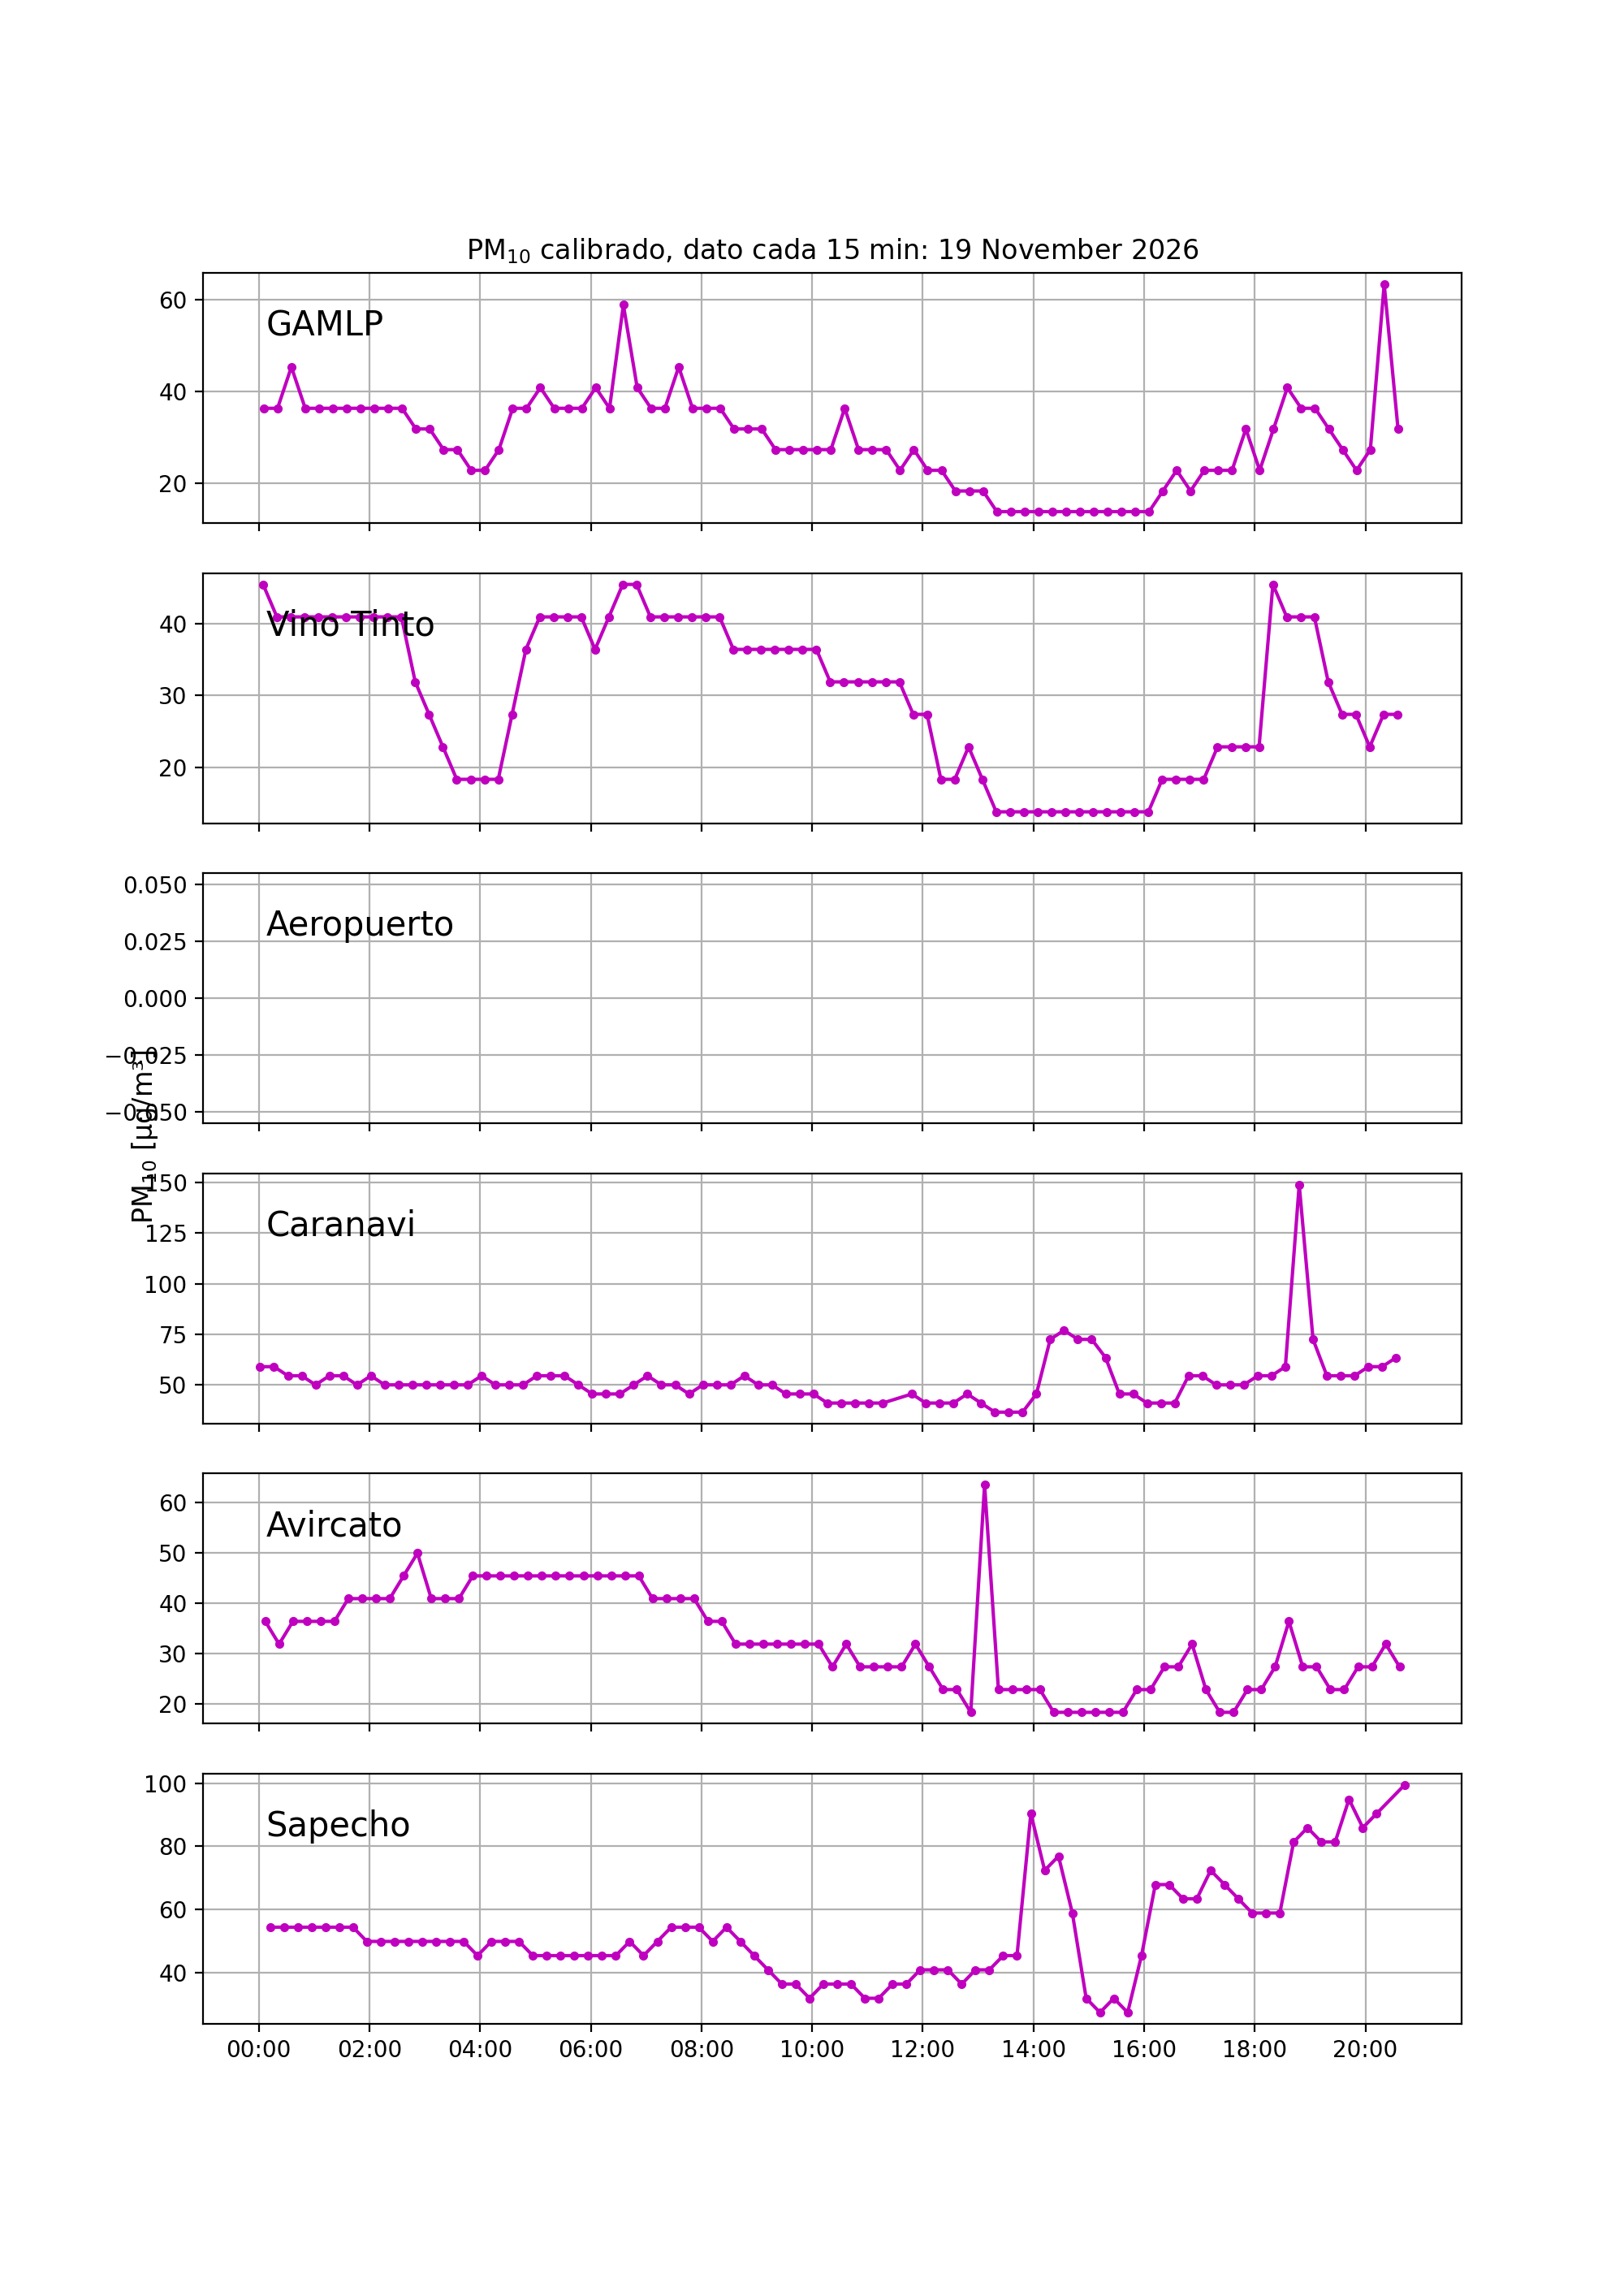 PM₁₀ calibrado, dato cada 15 min: 19 November 2026
60
40
20
GAMLP
40
30
20
Vino Tinto
0.050
0.025
0.000
−0.025
−0.050
Aeropuerto
PM₁₀ [µg/m³]
150
125
100
75
50
Caranavi
60
50
40
30
20
Avircato
100
80
60
40
Sapecho
00:00 02:00 04:00 06:00 08:00 10:00 12:00 14:00 16:00 18:00 20:00